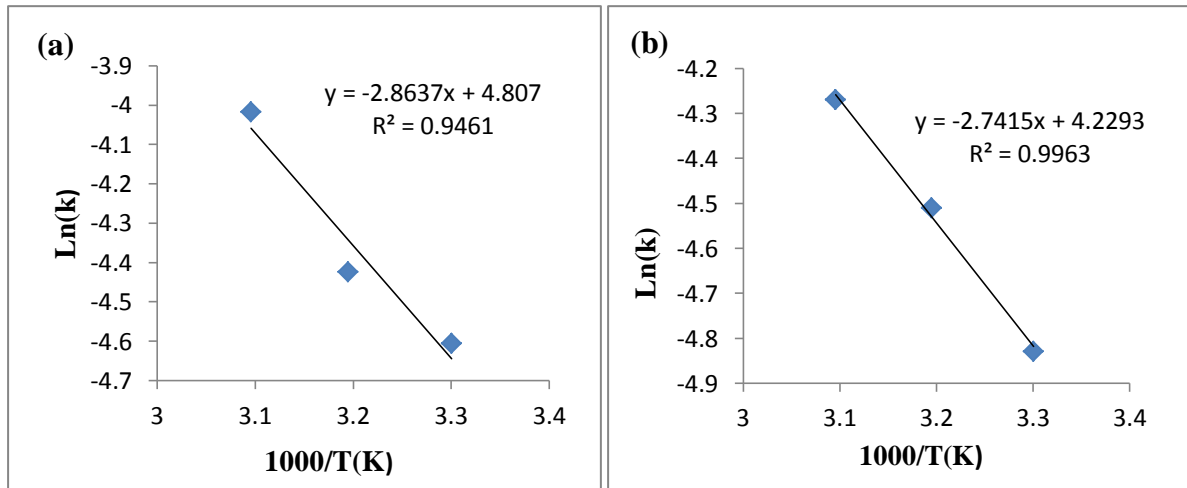 (a)
-3.9
-4
-4.1
-4.2
-4.3
-4.4
-4.5
-4.6
-4.7
Ln(k)
y = -2.8637x + 4.807
R² = 0.9461
3 3.1 3.2 3.3 3.4
1000/T(K)
(b)
-4.2
-4.3
-4.4
-4.5
-4.6
-4.7
-4.8
-4.9
Ln(k)
y = -2.7415x + 4.2293
R² = 0.9963
3 3.1 3.2 3.3 3.4
1000/T(K)